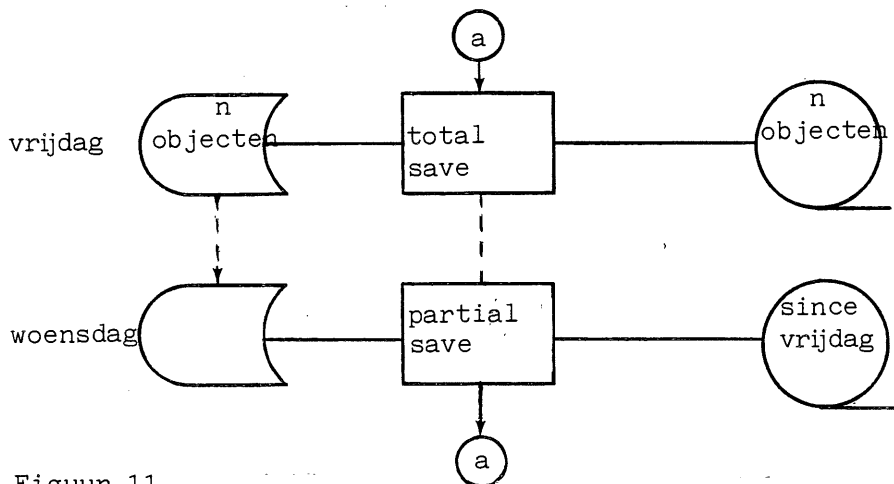 a
n
objecten
vrijdag
total
save
n
objecten
woensdag
partial
save
since
vrijdag
a
Figuur 11